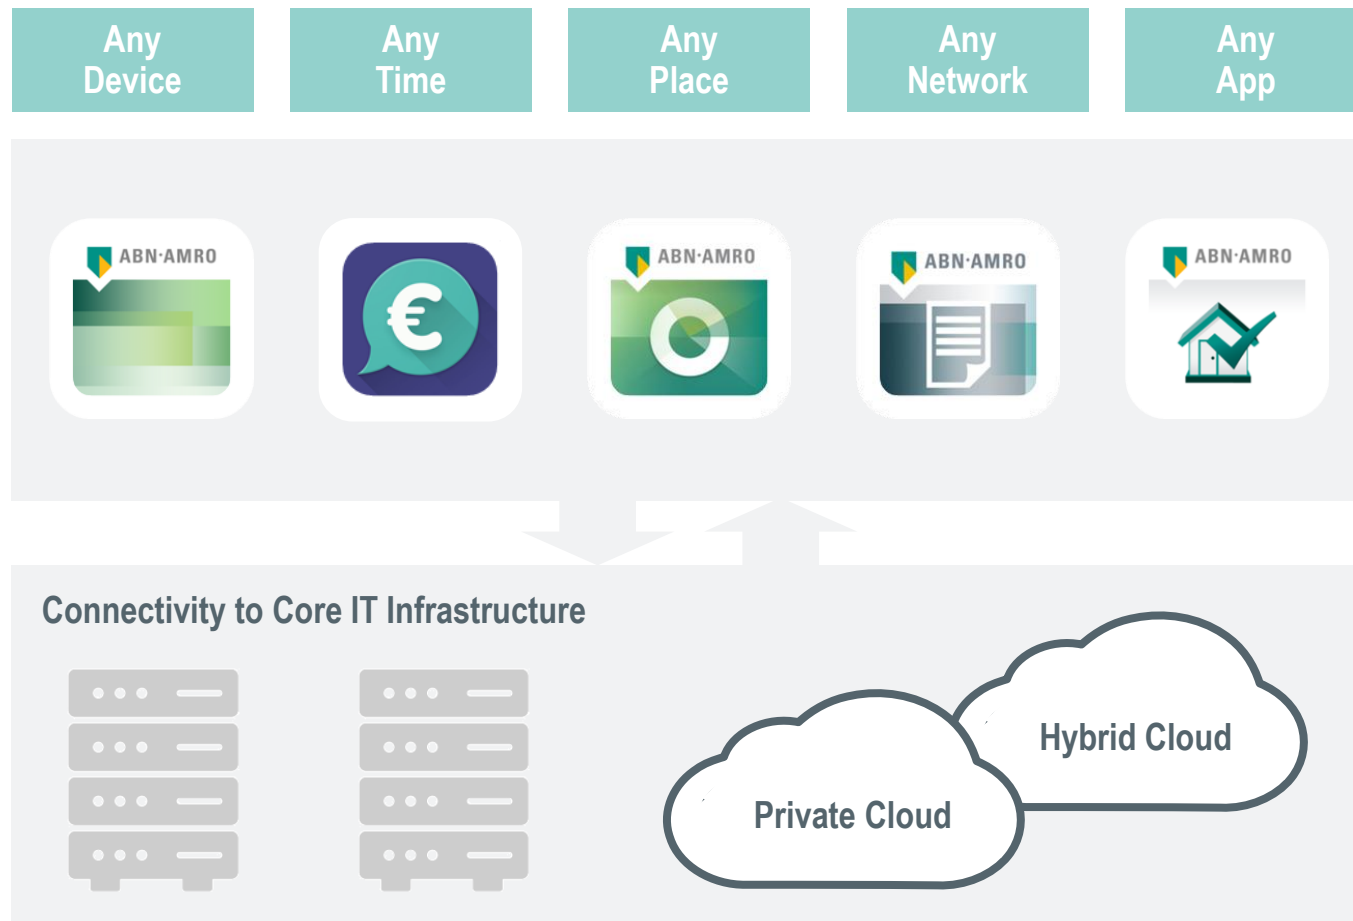 Any
Device
Any
Time
Any
Place
Any
Network
Any
App
ABN·AMRO
€
ABN·AMRO
ABN·AMRO
ABN·AMRO
Connectivity to Core IT Infrastructure
Hybrid Cloud
Private Cloud